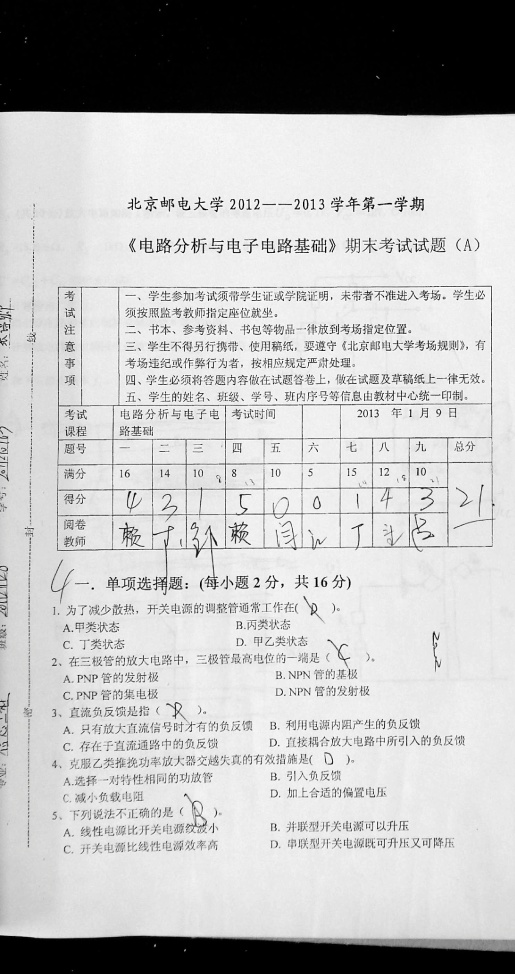 北京邮电大学 2012——2013 学年第一学期
《电路分析与电子电路基础》期末考试试题（A）
考试注意事项
一、学生参加考试须带学生证或学院证明，未带者不准进入考场。学生必
须按照监考教师指定座位就坐。
二、书本、参考资料、书包等物品一律放到考场指定位置。
三、学生不得另行携带、使用稿纸，要遵守《北京邮电大学考场规则》，有
考场违纪或作弊行为者，按相应规定严肃处理。
四、学生必须将答题内容做在试题答卷上，做在试题及草稿纸上一律无效。
五、学生的姓名、班级、学号、班内序号等信息由教材中心统一印制。
考试课程 电路分析与电子电路基础 考试时间 2013 年 1 月 9 日
题号 一 二 三 四 五 六 七 八 九 总分
满分 16 14 10 8 10 5 15 12 10
得分 4 3 1 5 0 0 1 4 3 21
阅卷教师
4
一．单项选择题：(每小题 2 分，共 16 分)
1. 为了减少散热，开关电源的调整管通常工作在( D )。
A.甲类状态 B.丙类状态
C. 丁类状态 D. 甲乙类状态
2、在三极管的放大电路中，三极管最高电位的一端是（ C ）。
A. PNP 管的发射极 B. NPN 管的基极
C. PNP 管的集电极 D. NPN 管的发射极
3、直流负反馈是指（ ）。
A. 只有放大直流信号时才有的负反馈 B. 利用电源内阻产生的负反馈
C. 存在于直流通路中的负反馈 D. 直接耦合放大电路中所引入的负反馈
4、克服乙类推挽功率放大器交越失真的有效措施是( D )。
A.选择一对特性相同的功放管 B. 引入负反馈
C. 减小负载电阻 D. 加上合适的偏置电压
5、下列说法不正确的是（ B ）。
A. 线性电源比开关电源纹波小 B. 并联型开关电源可以升压
C. 开关电源比线性电源效率高 D. 串联型开关电源既可升压又可降压